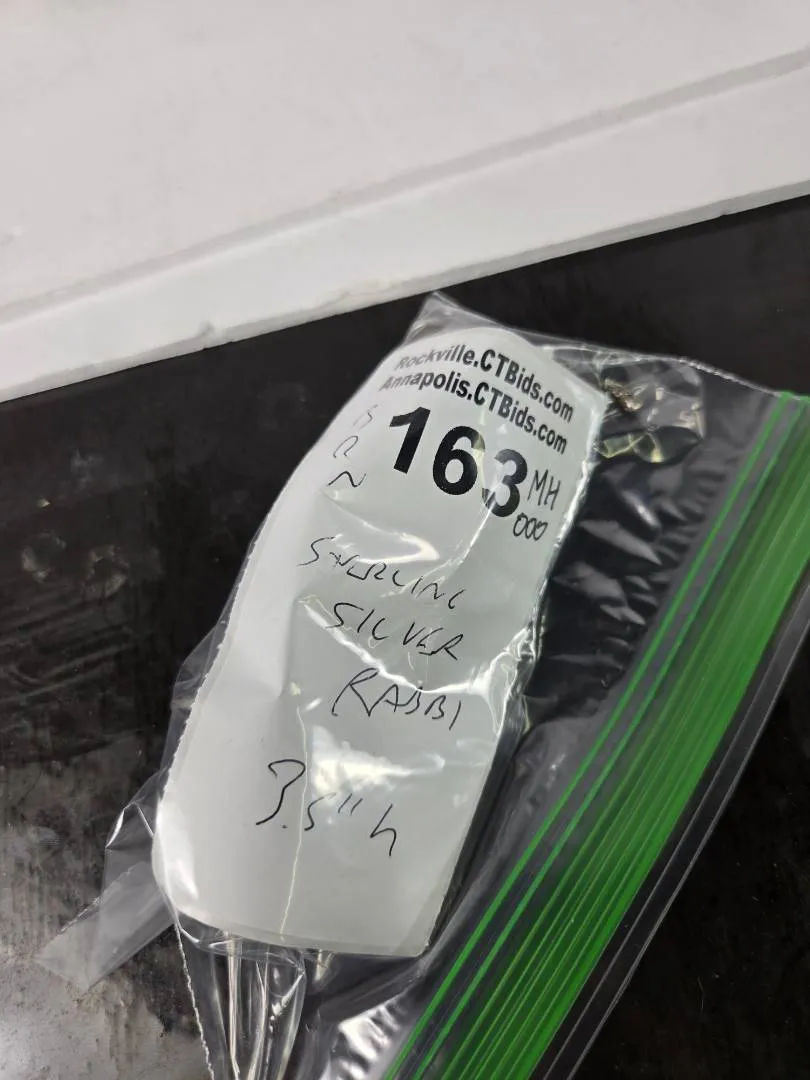 Rockville.CTBids.com
Annapolis.CTBids.com
163 MH
000
STERLING
SILVER
RABBI
3.5" h